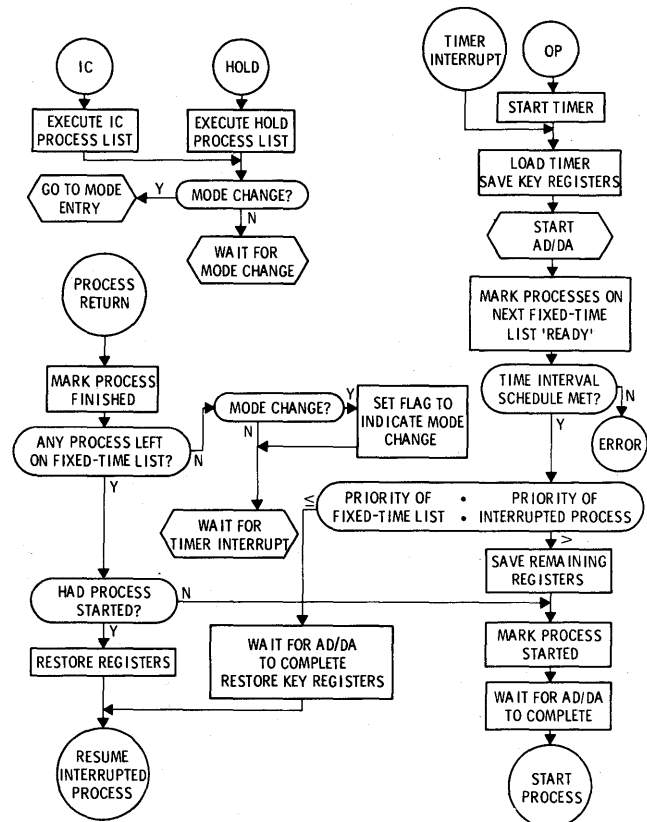 IC
EXECUTE IC
PROCESS LIST
HOLD
EXECUTE HOLD
PROCESS LIST
MODE CHANGE?
Y
GO TO MODE
ENTRY
N
WAIT FOR
MODE CHANGE
TIMER
INTERRUPT
OP
START TIMER
LOAD TIMER
SAVE KEY REGISTERS
START
AD/DA
MARK PROCESSES ON
NEXT FIXED-TIME
LIST 'READY'
TIME INTERVAL
SCHEDULE MET?
N
ERROR
Y
PRIORITY OF • PRIORITY OF
FIXED-TIME LIST • INTERRUPTED PROCESS
≤
>
SAVE REMAINING
REGISTERS
MARK PROCESS
STARTED
WAIT FOR AD/DA
TO COMPLETE
START
PROCESS
PROCESS
RETURN
MARK PROCESS
FINISHED
ANY PROCESS LEFT
ON FIXED-TIME LIST?
N
MODE CHANGE?
Y
SET FLAG TO
INDICATE MODE
CHANGE
N
WAIT FOR
TIMER INTERRUPT
Y
HAD PROCESS
STARTED?
N
Y
RESTORE REGISTERS
WAIT FOR AD/DA
TO COMPLETE
RESTORE KEY REGISTERS
RESUME
INTERRUPTED
PROCESS